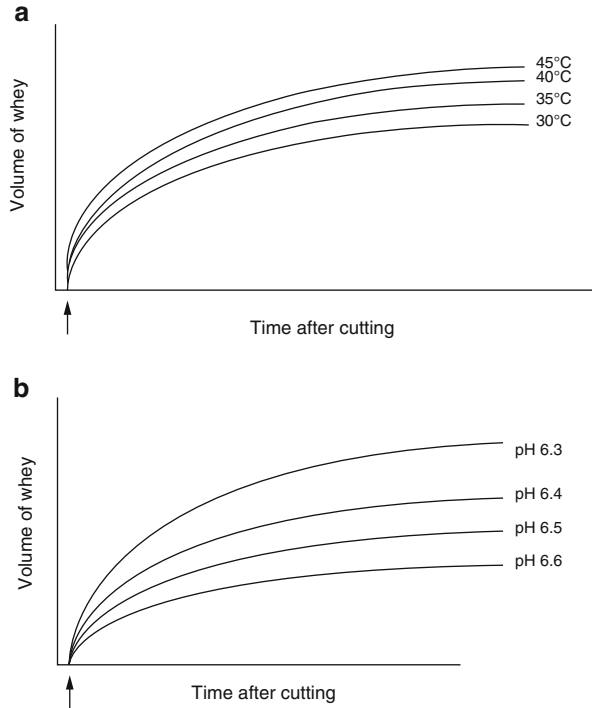 a
Volume of whey
45°C
40°C
35°C
30°C
Time after cutting
b
Volume of whey
pH 6.3
pH 6.4
pH 6.5
pH 6.6
Time after cutting